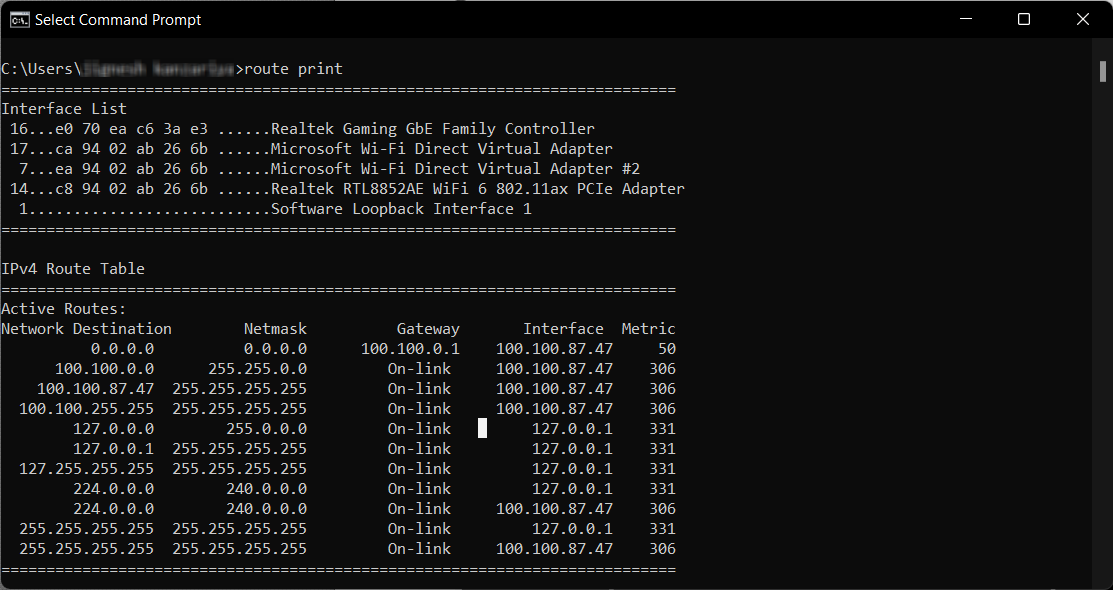 Select Command Prompt
C:\Users\ >route print
===========================================================================
Interface List
 16...e0 70 ea c6 3a e3 ......Realtek Gaming GbE Family Controller
 17...ca 94 02 ab 26 6b ......Microsoft Wi-Fi Direct Virtual Adapter
  7...ea 94 02 ab 26 6b ......Microsoft Wi-Fi Direct Virtual Adapter #2
 14...c8 94 02 ab 26 6b ......Realtek RTL8852AE WiFi 6 802.11ax PCIe Adapter
  1...........................Software Loopback Interface 1
===========================================================================
IPv4 Route Table
===========================================================================
Active Routes:
Network Destination        Netmask          Gateway       Interface  Metric
          0.0.0.0          0.0.0.0      100.100.0.1    100.100.87.47     50
      100.100.0.0      255.255.0.0         On-link     100.100.87.47    306
    100.100.87.47  255.255.255.255         On-link     100.100.87.47    306
  100.100.255.255  255.255.255.255         On-link     100.100.87.47    306
        127.0.0.0        255.0.0.0         On-link         127.0.0.1    331
        127.0.0.1  255.255.255.255         On-link         127.0.0.1    331
  127.255.255.255  255.255.255.255         On-link         127.0.0.1    331
        224.0.0.0        240.0.0.0         On-link         127.0.0.1    331
        224.0.0.0        240.0.0.0         On-link     100.100.87.47    306
  255.255.255.255  255.255.255.255         On-link         127.0.0.1    331
  255.255.255.255  255.255.255.255         On-link     100.100.87.47    306
===========================================================================